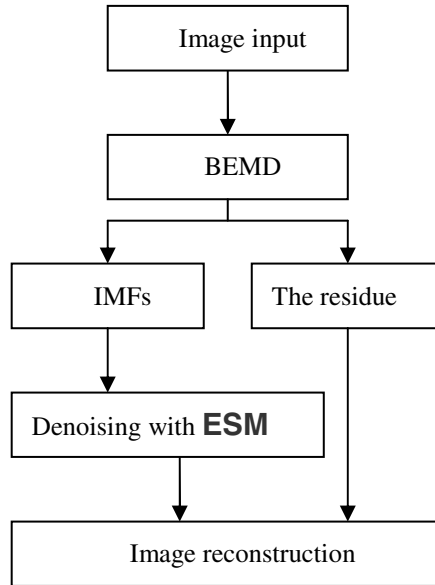 Image input
BEMD
IMFs
The residue
Denoising with ESM
Image reconstruction